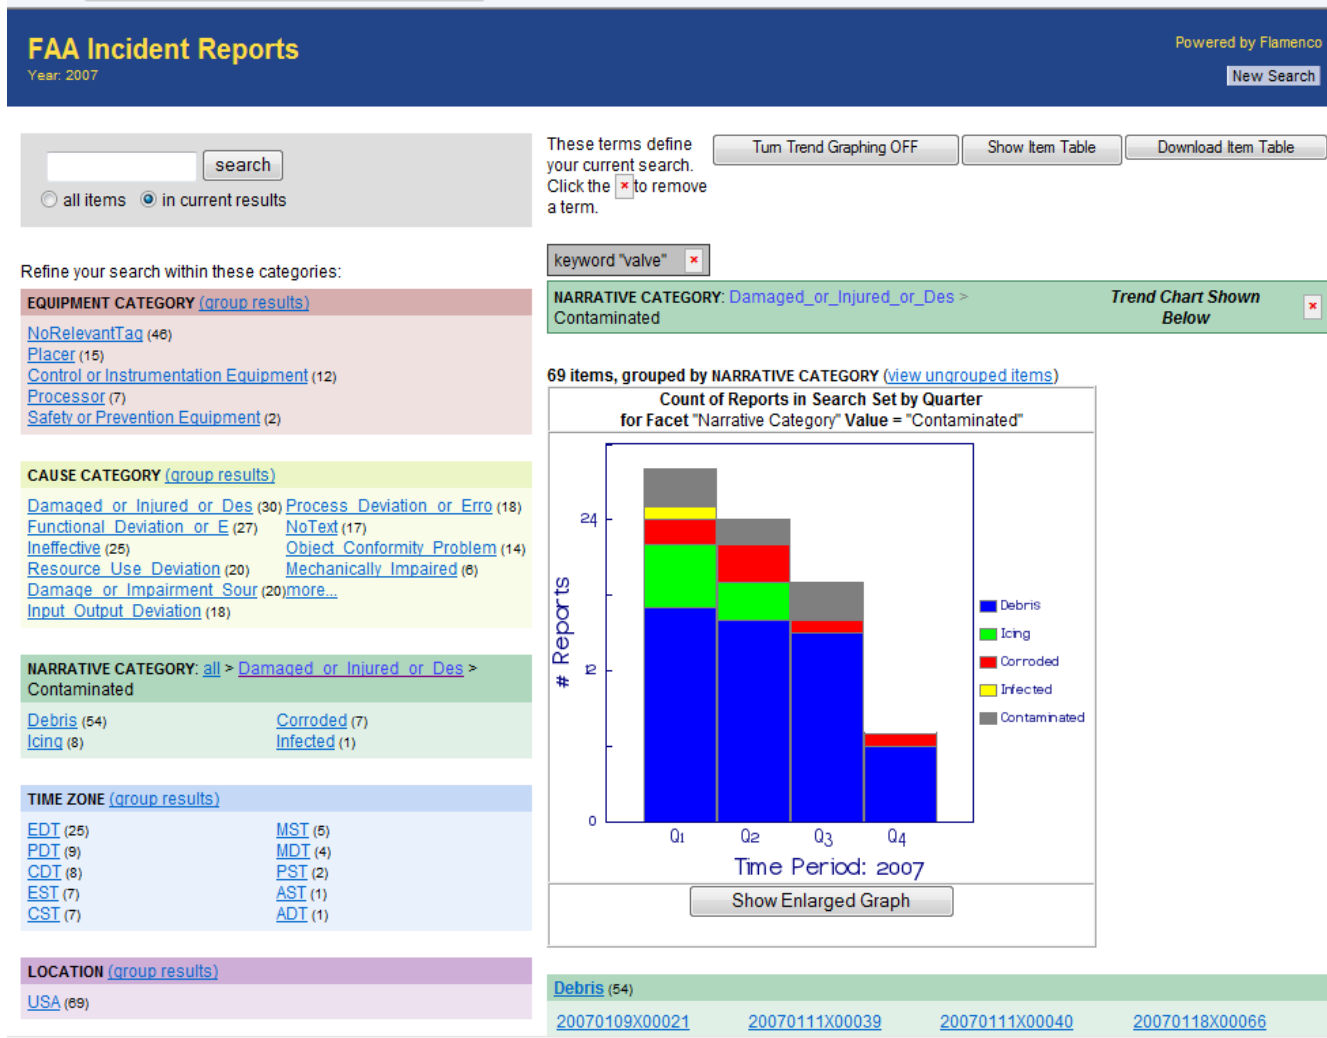 FAA Incident Reports
Year: 2007
Powered by Flamenco
New Search
search
all items in current results
These terms define
your current search.
Click the x to remove
a term.
Turn Trend Graphing OFF
Show Item Table
Download Item Table
keyword "valve" x
NARRATIVE CATEGORY: Damaged_or_Injured_or_Des >
Contaminated
Trend Chart Shown
Below
x
Refine your search within these categories:
EQUIPMENT CATEGORY (group results)
NoRelevantTag (46)
Placer (15)
Control or Instrumentation Equipment (12)
Processor (7)
Safety or Prevention Equipment (2)
CAUSE CATEGORY (group results)
Damaged_or_Injured_or_Des (30) Process_Deviation_or_Erro (18)
Functional_Deviation_or_E (27) NoText (17)
Ineffective (25) Object_Conformity_Problem (14)
Resource_Use_Deviation (20) Mechanically_Impaired (6)
Damage_or_Impairment_Sour (20) more...
Input_Output_Deviation (18)
NARRATIVE CATEGORY: all > Damaged_or_Injured_or_Des >
Contaminated
Debris (54) Corroded (7)
Icing (8) Infected (1)
TIME ZONE (group results)
EDT (25) MST (5)
PDT (9) MDT (4)
CDT (8) PST (2)
EST (7) AST (1)
CST (7) ADT (1)
LOCATION (group results)
USA (69)
69 items, grouped by NARRATIVE CATEGORY (view ungrouped items)
Count of Reports in Search Set by Quarter
for Facet "Narrative Category" Value = "Contaminated"
# Reports
24
12
0
Q1 Q2 Q3 Q4
Time Period: 2007
Debris
Icing
Corroded
Infected
Contaminated
Show Enlarged Graph
Debris (54)
20070109X00021 20070111X00039 20070111X00040 20070118X00066